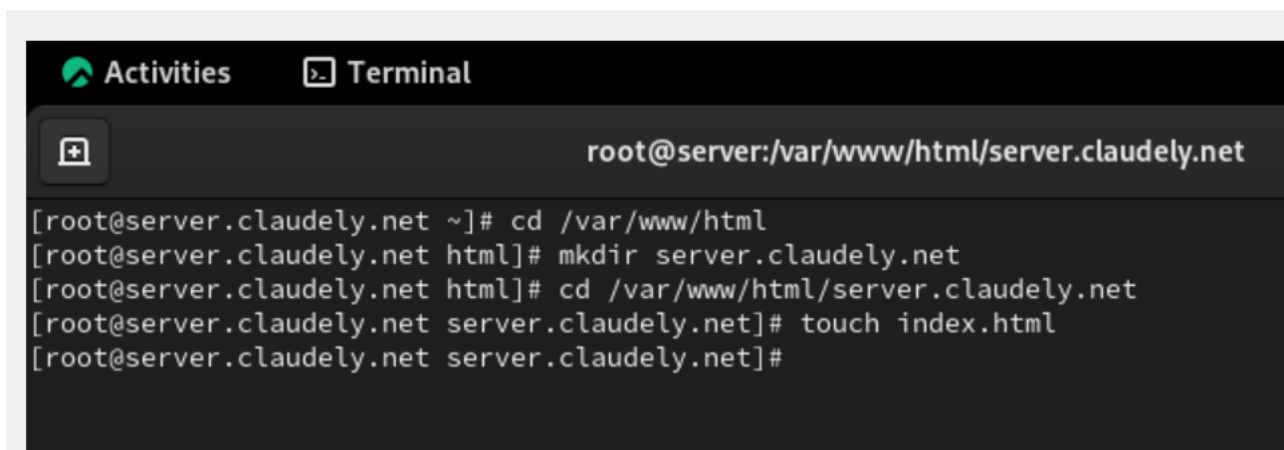 Activities Terminal
root@server:/var/www/html/server.claudely.net
[root@server.claudely.net ~]# cd /var/www/html
[root@server.claudely.net html]# mkdir server.claudely.net
[root@server.claudely.net html]# cd /var/www/html/server.claudely.net
[root@server.claudely.net server.claudely.net]# touch index.html
[root@server.claudely.net server.claudely.net]#